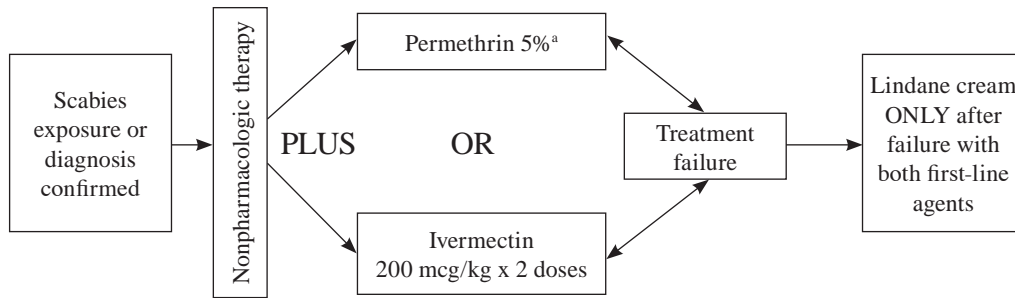 Scabies
exposure or
diagnosis
confirmed
Nonpharmacologic therapy
Permethrin 5%ᵃ
PLUS
OR
Ivermectin
200 mcg/kg x 2 doses
Treatment
failure
Lindane cream
ONLY after
failure with
both first-line
agents